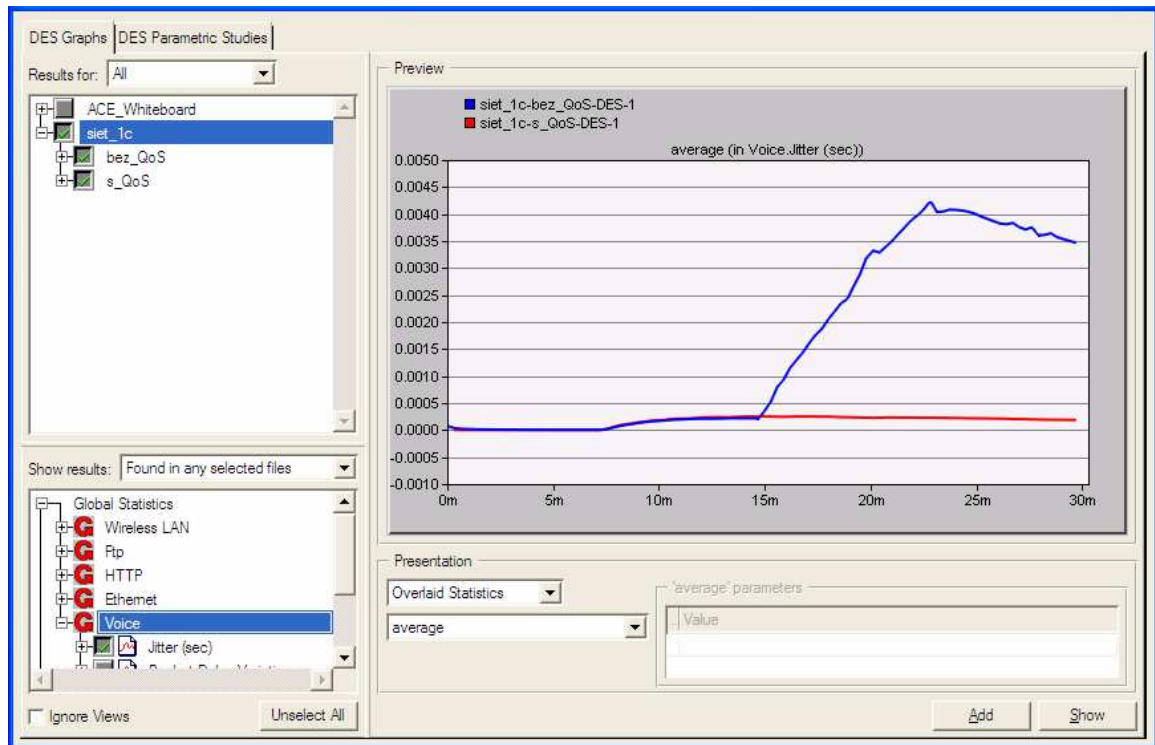 DES Graphs DES Parametric Studies
Results for: All
ACE_Whiteboard
siet_1c
bez_QoS
s_QoS
Show results: Found in any selected files
Global Statistics
Wireless LAN
Ftp
HTTP
Ethernet
Voice
Jitter (sec)
Ignore Views
Unselect All
Preview
siet_1c-bez_QoS-DES-1
siet_1c-s_QoS-DES-1
average (in Voice.Jitter (sec))
0.0050
0.0045
0.0040
0.0035
0.0030
0.0025
0.0020
0.0015
0.0010
0.0005
0.0000
-0.0005
-0.0010
0m 5m 10m 15m 20m 25m 30m
Presentation
Overlaid Statistics
average
'average' parameters
Value
Add Show